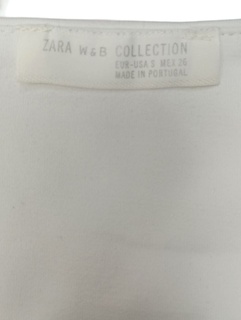 ZARA W&B COLLECTION
EUR-USA S MEX 26
MADE IN PORTUGAL